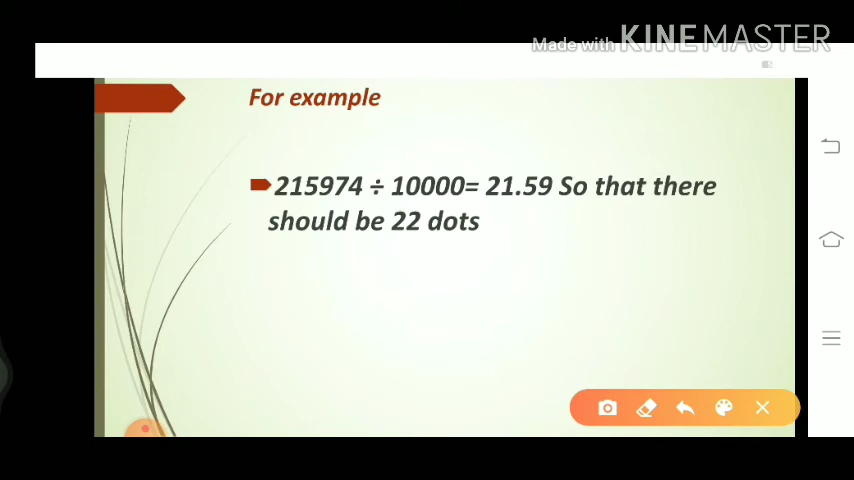 Made with KINEMASTER
For example
215974 ÷ 10000= 21.59 So that there
should be 22 dots